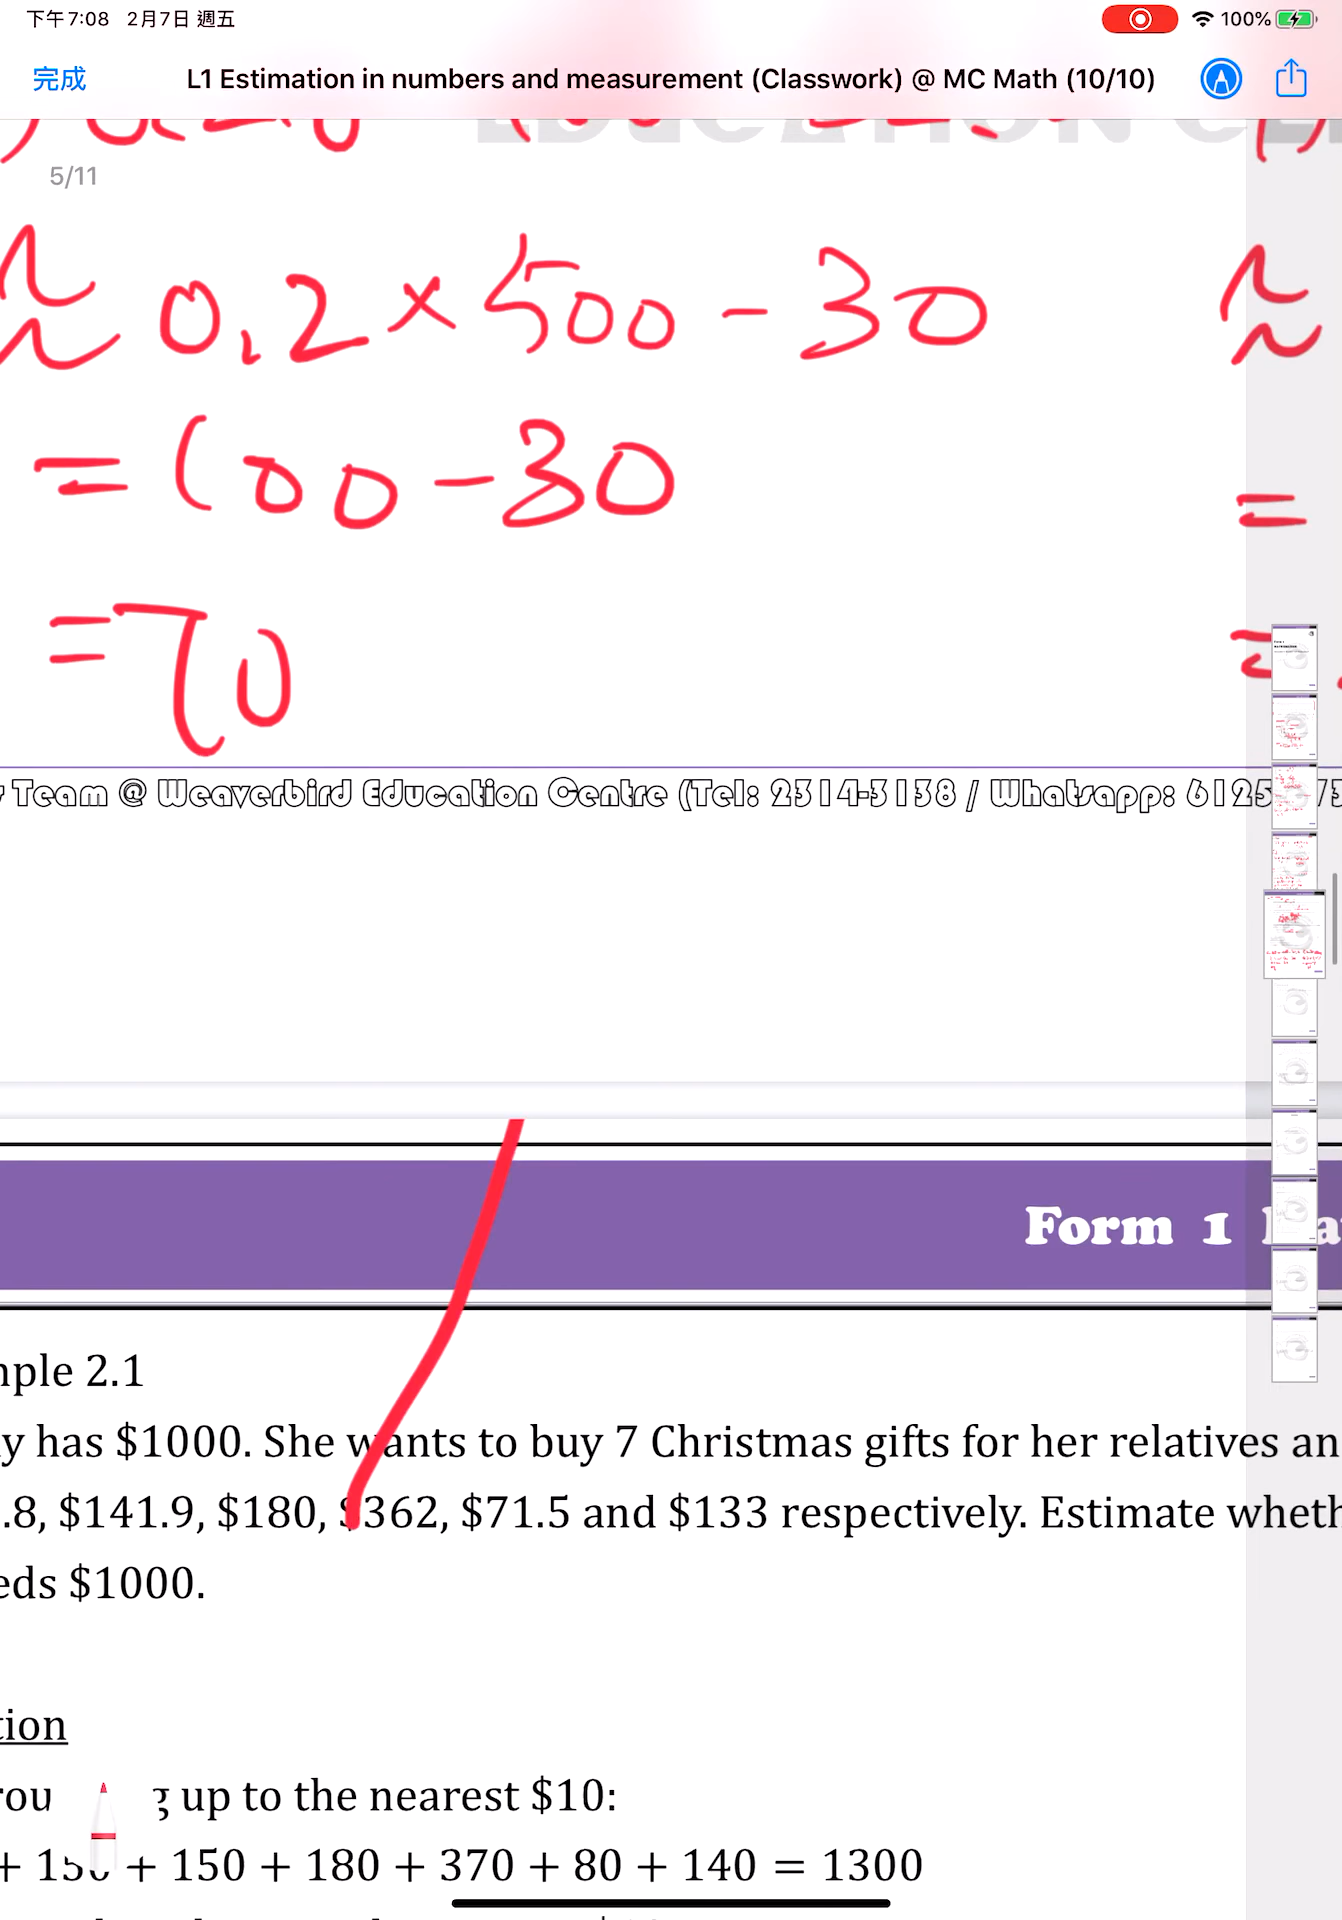 下午7:08 2月7日 週五
100%
完成
L1 Estimation in numbers and measurement (Classwork) @ MC Math (10/10)
5/11
≈ 0.2 × 500 - 30
≈
= 100 - 30
=
= 70
Team @ Weaverbird Education Centre (Tel: 2314-3138 / Whatsapp: 6125
Form 1
mple 2.1
y has $1000. She wants to buy 7 Christmas gifts for her relatives an
.8, $141.9, $180, $362, $71.5 and $133 respectively. Estimate wheth
eds $1000.
tion
up to the nearest $10:
+ 150 + 150 + 180 + 370 + 80 + 140 = 1300